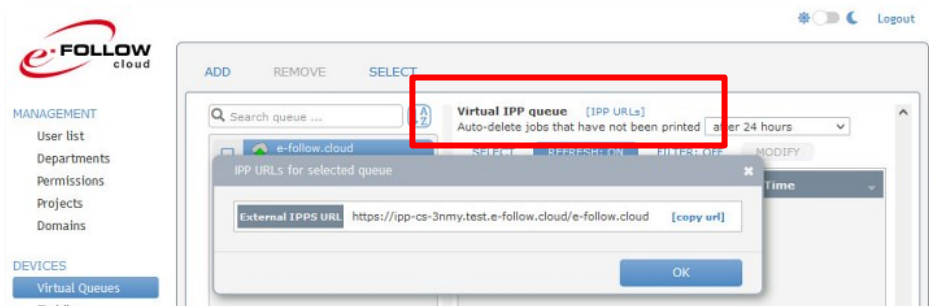 Logout
e-FOLLOW
cloud
ADD REMOVE SELECT
MANAGEMENT
User list
Departments
Permissions
Projects
Domains
DEVICES
Virtual Queues
Search queue ...
A
Z
e-follow.cloud
Virtual IPP queue [IPP URLs]
Auto-delete jobs that have not been printed after 24 hours
SELECT REFRESH: ON FILTER: OFF MODIFY
Time
IPP URLs for selected queue
External IPPS URL https://ipp-cs-3nmy.test.e-follow.cloud/e-follow.cloud [copy url]
OK